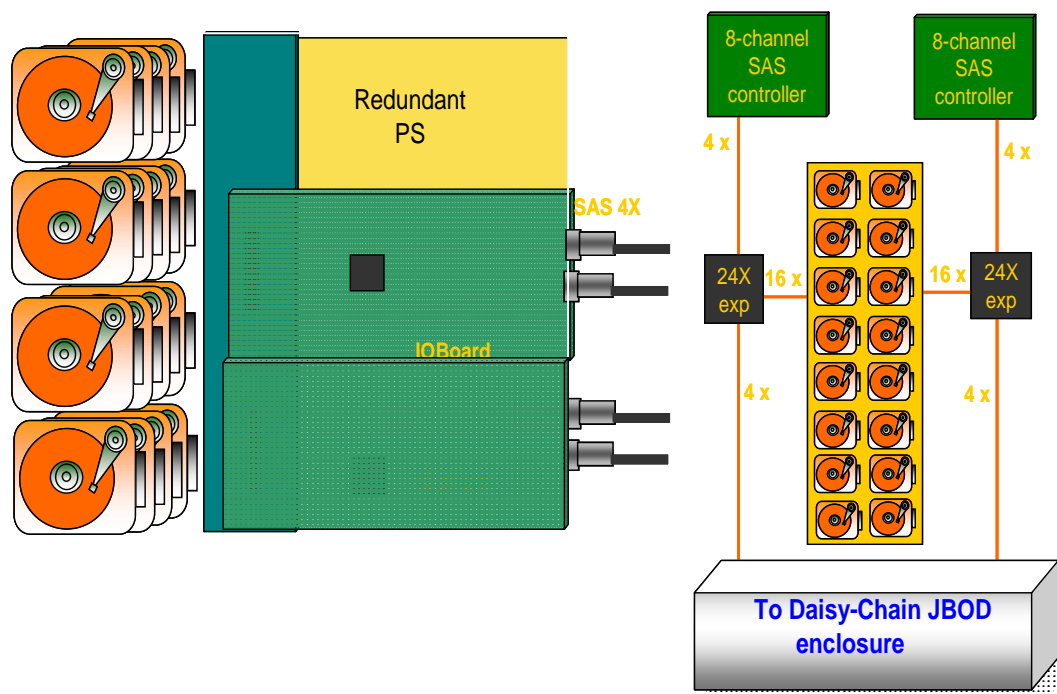 Redundant
PS
SAS 4X
IOBoard
8-channel
SAS
controller
8-channel
SAS
controller
4 x
4 x
24X
exp
16 x
16 x
24X
exp
4 x
4 x
To Daisy-Chain JBOD
enclosure